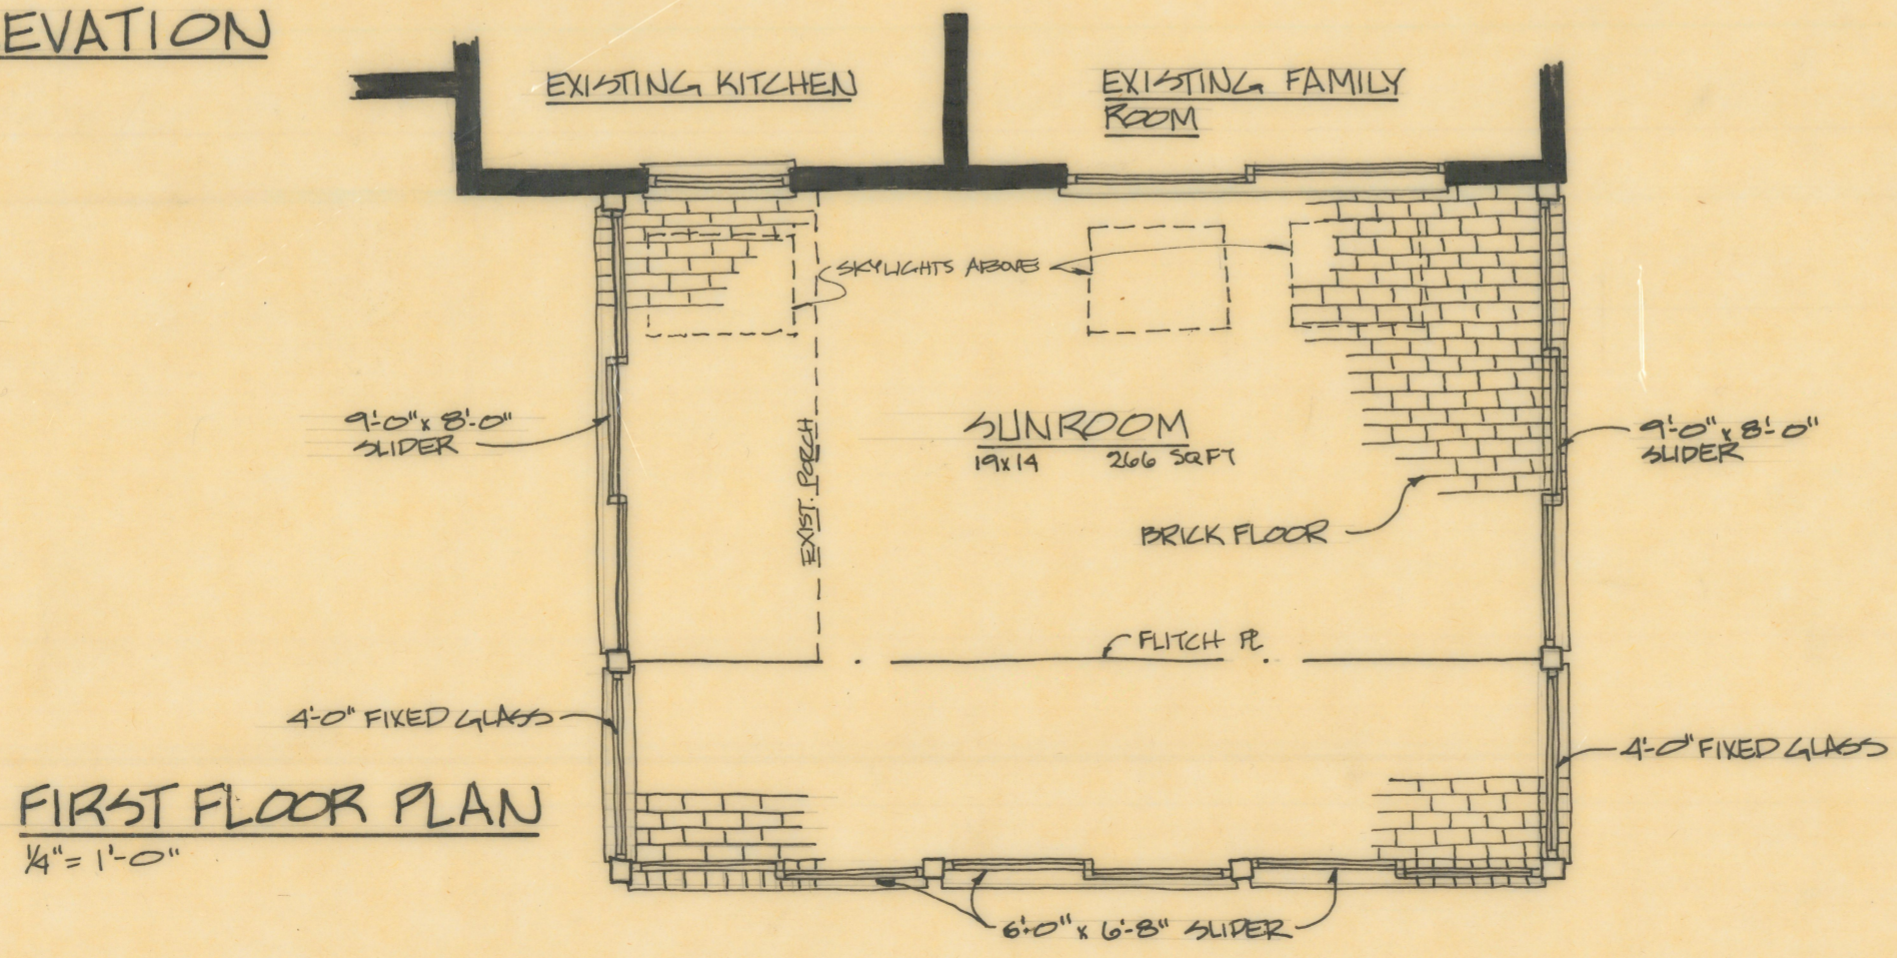 EVATION
EXISTING KITCHEN
EXISTING FAMILY
ROOM
SKYLIGHTS ABOVE
9'-0" x 8'-0"
SLIDER
SUNROOM
19x14 266 SQFT
9'-0" x 8'-0"
SLIDER
EXIST. PORCH
BRICK FLOOR
FLITCH PL
4'-0" FIXED GLASS
4'-0" FIXED GLASS
FIRST FLOOR PLAN
1/4" = 1'-0"
6'-0" x 6'-8" SLIDER